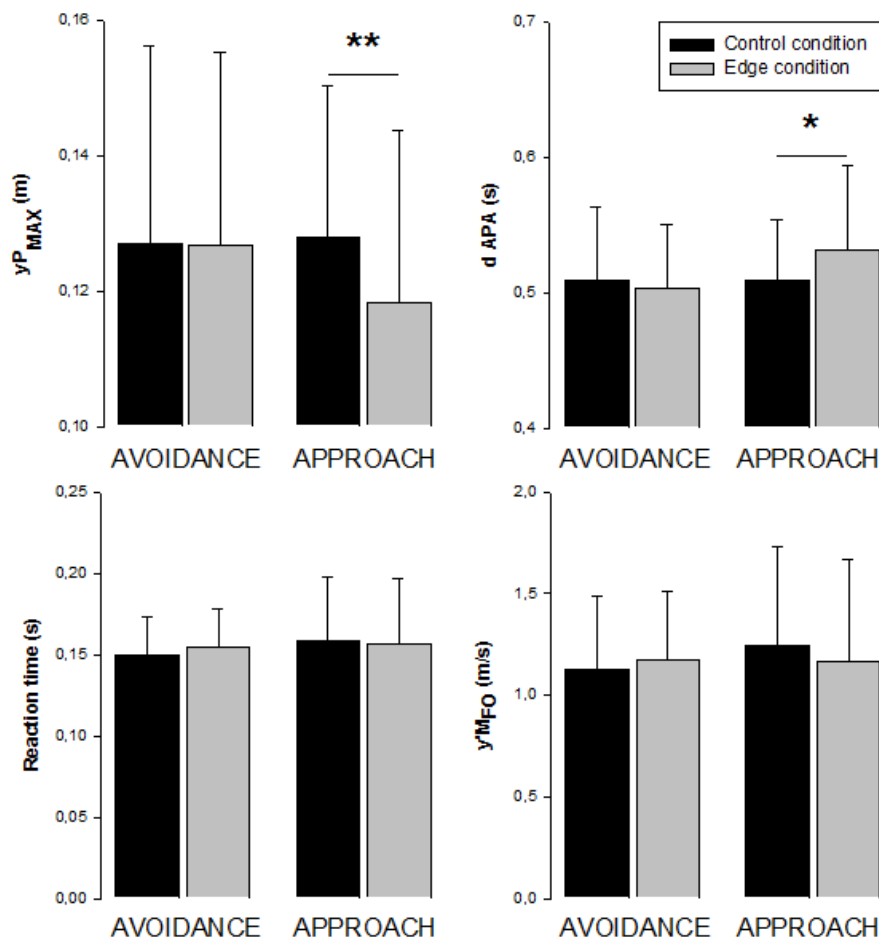 0,16
0,14
0,12
0,10
yP_MAX (m)
**
AVOIDANCE APPROACH
0,7
0,6
0,5
0,4
d APA (s)
Control condition
Edge condition
*
AVOIDANCE APPROACH
0,25
0,20
0,15
0,10
0,05
0,00
Reaction time (s)
AVOIDANCE APPROACH
2,0
1,5
1,0
0,5
0,0
y'M_FO (m/s)
AVOIDANCE APPROACH